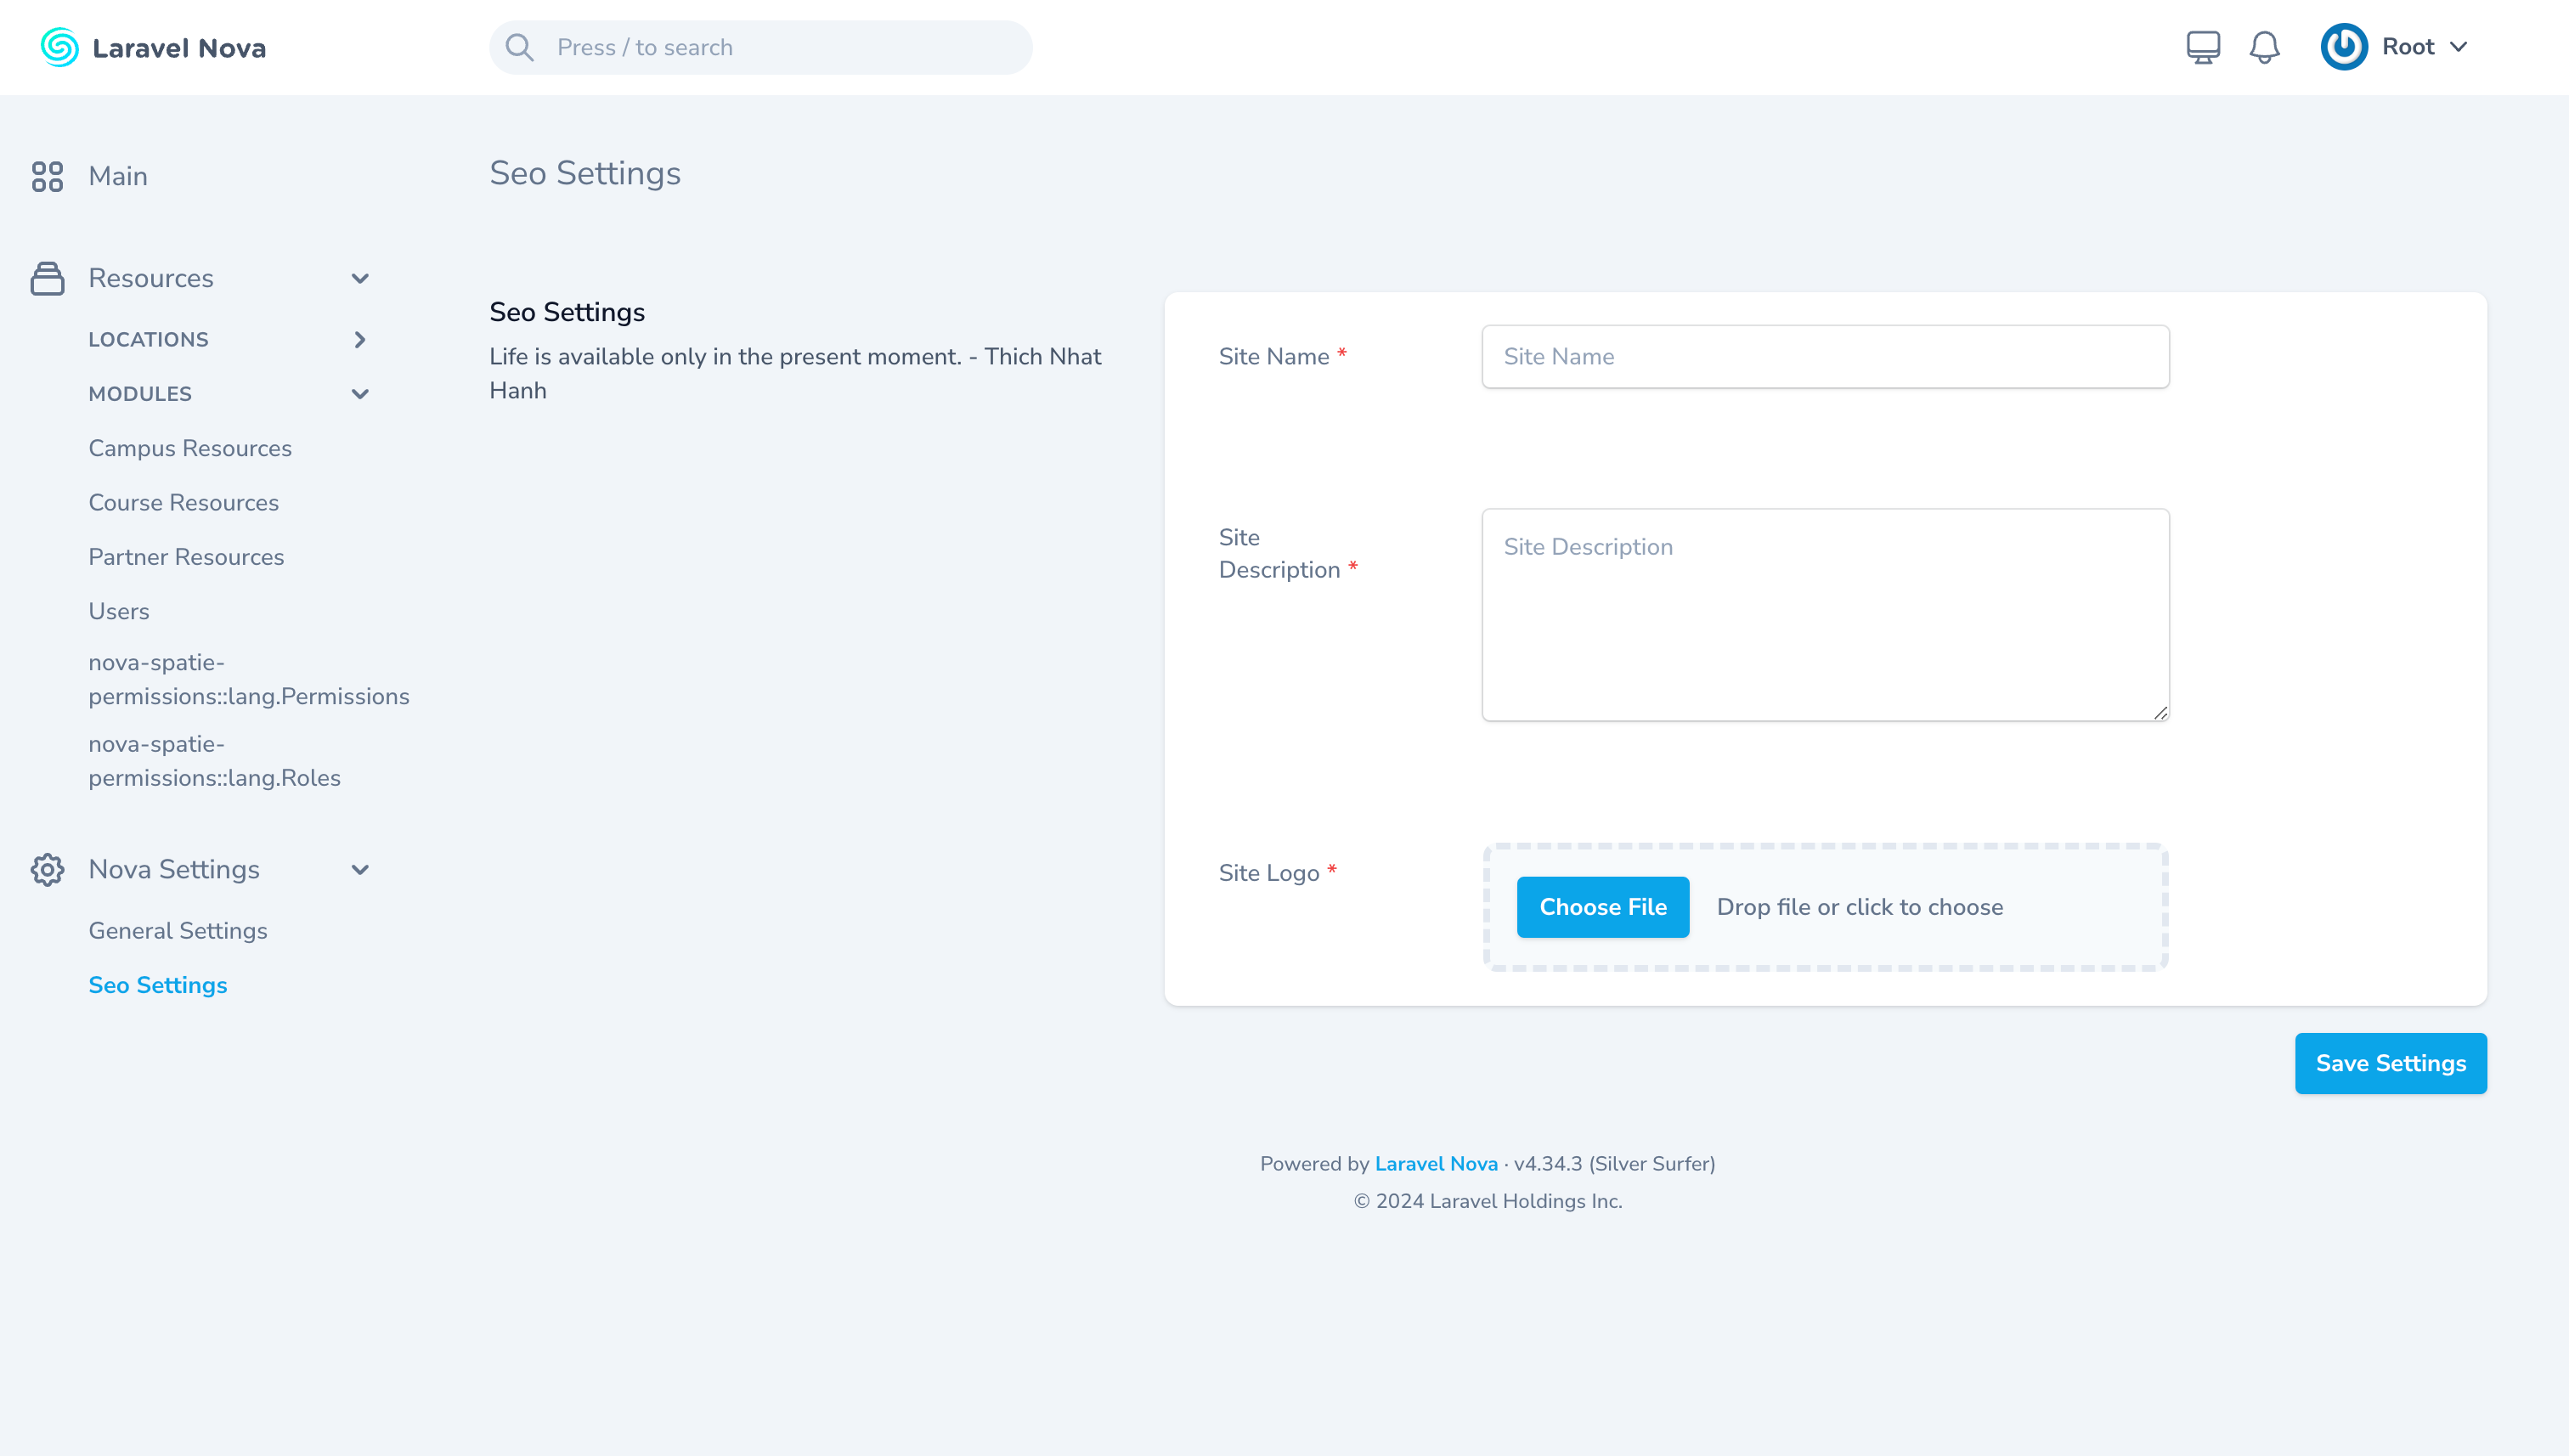 Laravel Nova
Press / to search
Root
Main
Resources
LOCATIONS
MODULES
Campus Resources
Course Resources
Partner Resources
Users
nova-spatie-
permissions::lang.Permissions
nova-spatie-
permissions::lang.Roles
Nova Settings
General Settings
Seo Settings
Seo Settings
Seo Settings
Life is available only in the present moment. - Thich Nhat
Hanh
Site Name *
Site Name
Site
Description *
Site Description
Site Logo *
Choose File
Drop file or click to choose
Save Settings
Powered by Laravel Nova · v4.34.3 (Silver Surfer)
© 2024 Laravel Holdings Inc.